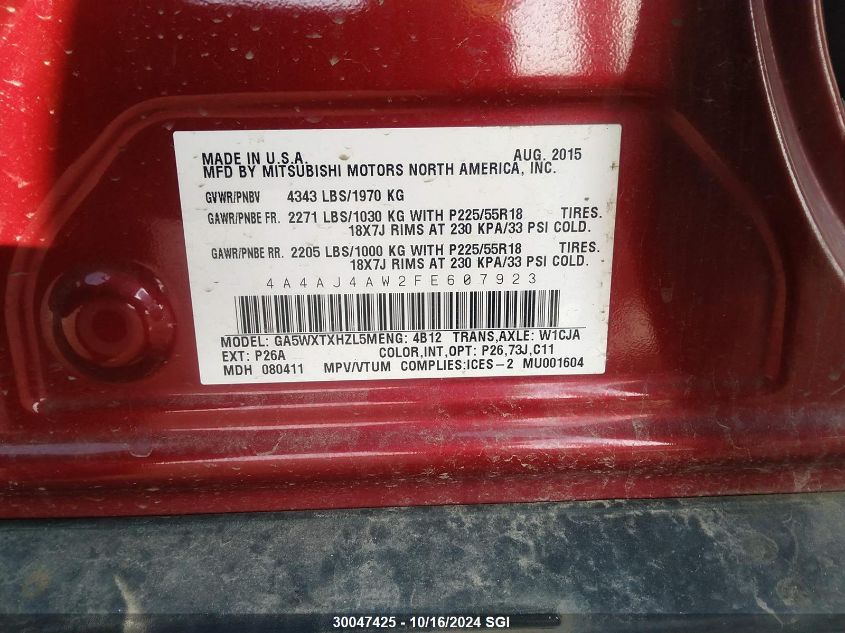 MADE IN U.S.A. AUG. 2015
MFD BY MITSUBISHI MOTORS NORTH AMERICA, INC.
GVWR/PNBV 4343 LBS/1970 KG
GAWR/PNBE FR. 2271 LBS/1030 KG WITH P225/55R18 TIRES.
18X7J RIMS AT 230 KPA/33 PSI COLD.
GAWR/PNBE RR. 2205 LBS/1000 KG WITH P225/55R18 TIRES.
18X7J RIMS AT 230 KPA/33 PSI COLD.
4A4AJ4AW2FE607923
MODEL: GA5WXTXHZL5MENG: 4B12 TRANS,AXLE: W1CJA
EXT: P26A COLOR,INT,OPT: P26,73J,C11
MDH 080411 MPV/VTUM COMPLIES:ICES-2 MU001604
30047425 - 10/16/2024 SGI